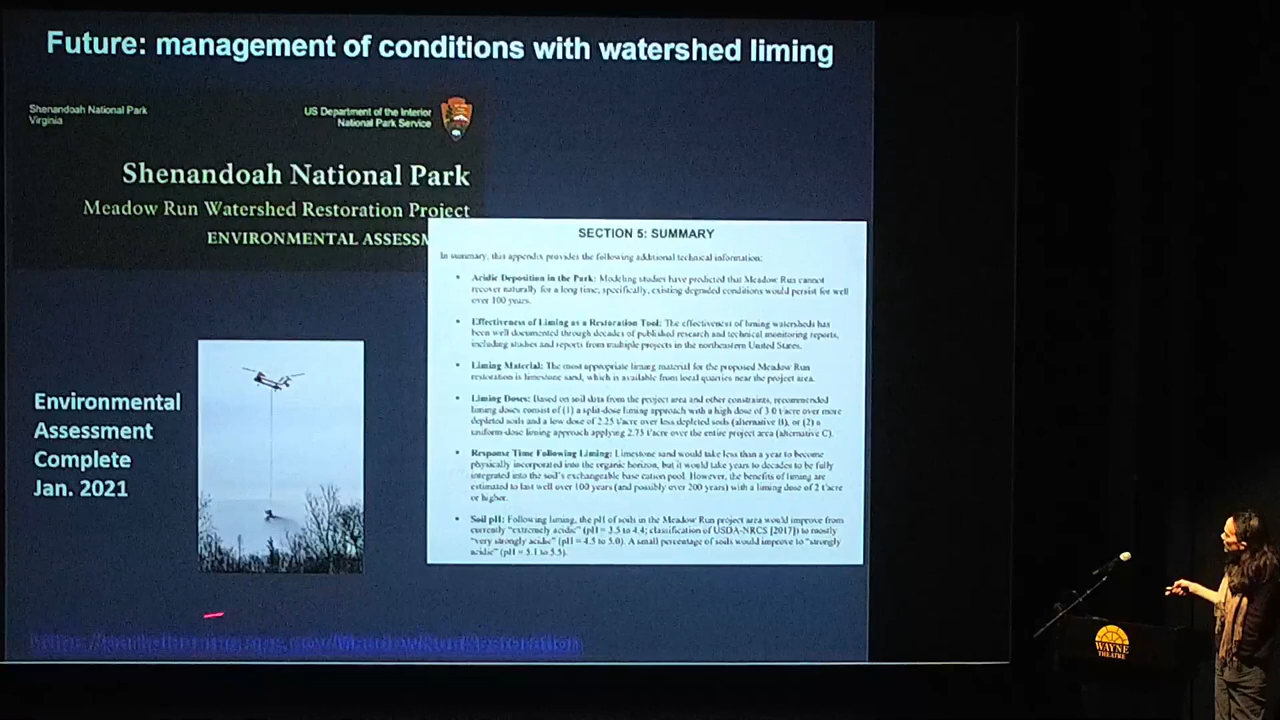 Future: management of conditions with watershed liming
Shenandoah National Park
Virginia
US Department of the Interior
National Park Service
Shenandoah National Park
Meadow Run Watershed Restoration Project
ENVIRONMENTAL ASSESSM
SECTION 5: SUMMARY
In summary, this appendix provides the following additional technical information:
• Acidic Deposition in the Park: Modeling studies have predicted that Meadow Run cannot
recover naturally for a long time; specifically, existing degraded conditions would persist for well
over 100 years.
• Effectiveness of Liming as a Restoration Tool: The effectiveness of liming watersheds has
been well documented through decades of published research and technical monitoring reports,
including studies and reports from multiple projects in the northeastern United States.
• Liming Material: The most appropriate liming material for the proposed Meadow Run
restoration is limestone sand, which is available from local quarries near the project area.
• Liming Doses: Based on soil data from the project area and other constraints, recommended
liming doses consist of (1) a split-dose liming approach with a high dose of 3.0 t/acre over more
depleted soils and a low dose of 2.25 t/acre over less depleted soils (alternative B), or (2) a
uniform-dose liming approach applying 2.75 t/acre over the entire project area (alternative C).
• Response Time Following Liming: Limestone sand would take less than a year to become
physically incorporated into the organic horizon, but it would take years to decades to be fully
integrated into the soil's exchangeable base cation pool. However, the benefits of liming are
estimated to last well over 100 years (and possibly over 200 years) with a liming dose of 2 t/acre
or higher.
• Soil pH: Following liming, the pH of soils in the Meadow Run project area would improve from
currently "extremely acidic" (pH = 3.5 to 4.4; classification of USDA-NRCS [2017]) to mostly
"very strongly acidic" (pH = 4.5 to 5.0). A small percentage of soils would improve to "strongly
acidic" (pH = 5.1 to 5.5).
Environmental
Assessment
Complete
Jan. 2021
https://parkplanning.nps.gov/MeadowRunRestoration
WAYNE
THEATRE